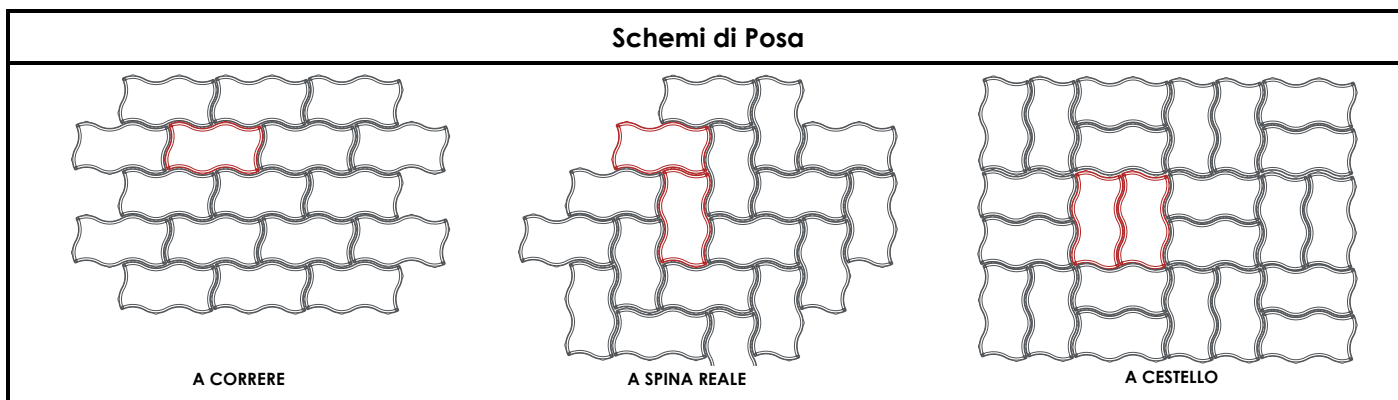 Schemi di Posa
A CORRERE
A SPINA REALE
A CESTELLO